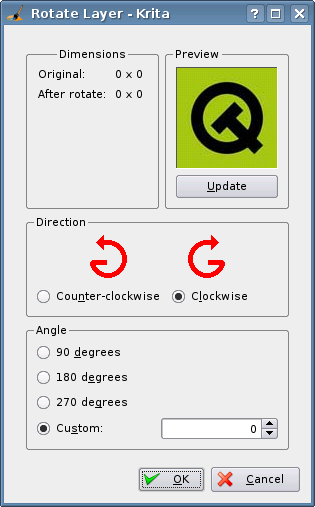 Rotate Layer - Krita
Dimensions
Original: 0 x 0
After rotate: 0 x 0
Preview
Update
Direction
Counter-clockwise
Clockwise
Angle
90 degrees
180 degrees
270 degrees
Custom: 0
OK
Cancel